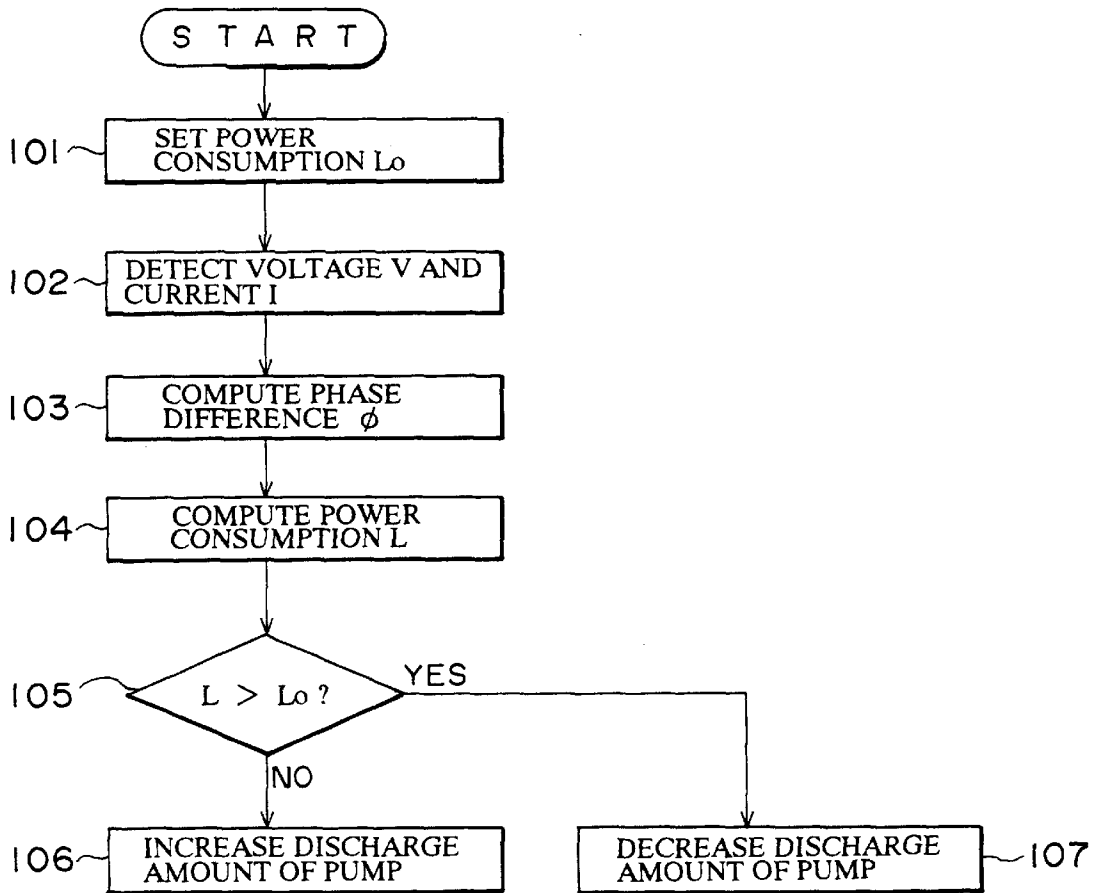 START
101
SET POWER
CONSUMPTION Lo
102
DETECT VOLTAGE V AND
CURRENT I
103
COMPUTE PHASE
DIFFERENCE ϕ
104
COMPUTE POWER
CONSUMPTION L
105
L > Lo ?
YES
NO
106
INCREASE DISCHARGE
AMOUNT OF PUMP
DECREASE DISCHARGE
AMOUNT OF PUMP
107